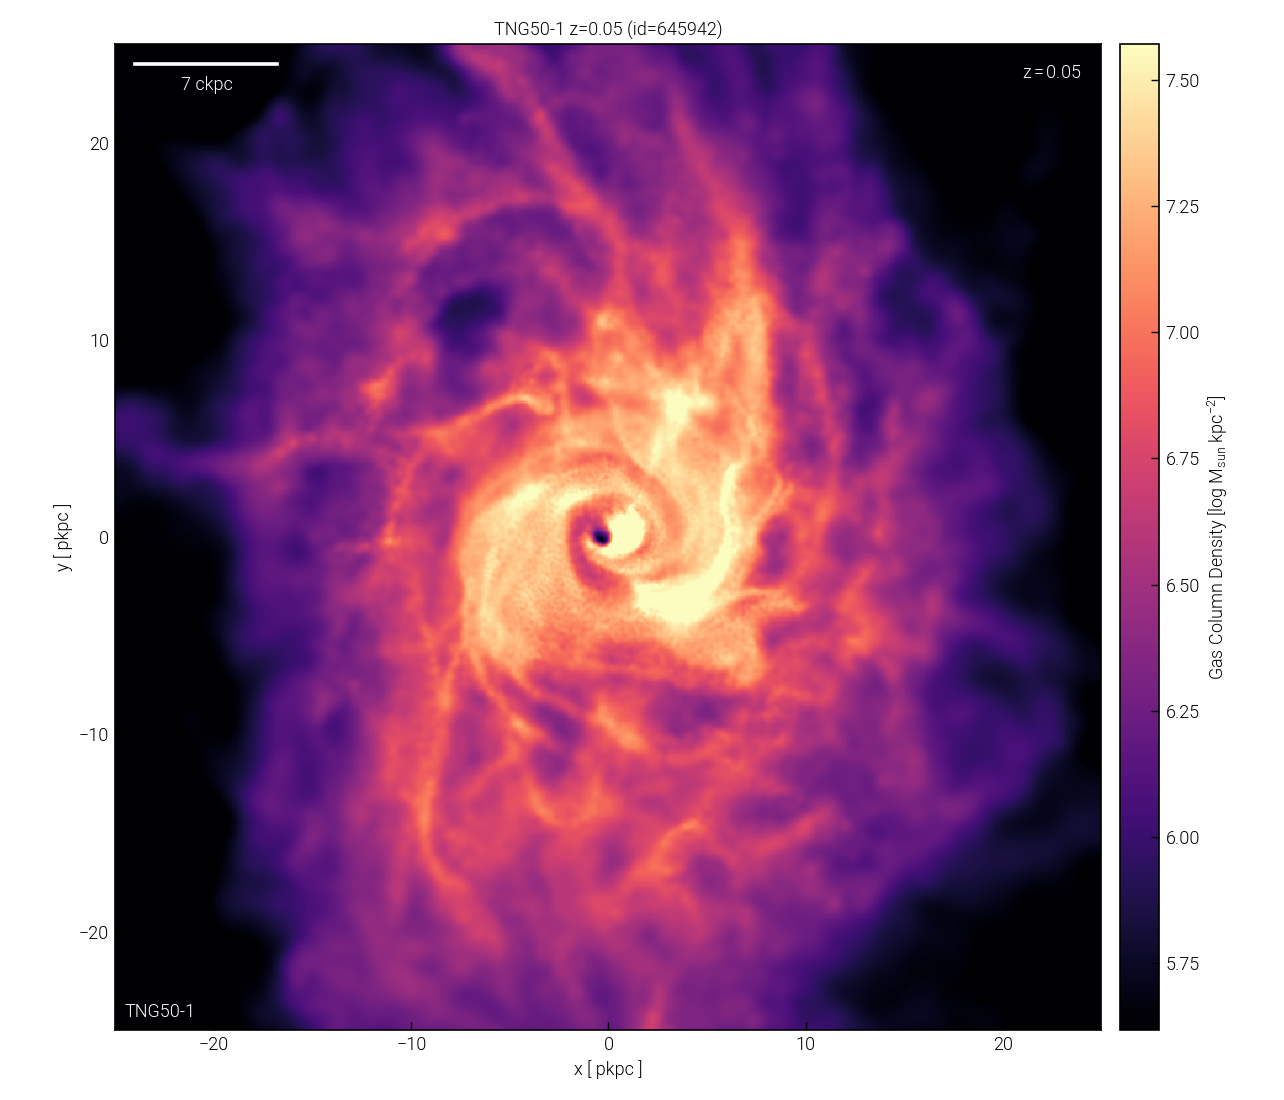 TNG50-1 z=0.05 (id=645942)
7 ckpc
z=0.05
TNG50-1
y [ pkpc ]
20
10
0
−10
−20
−20
−10
0
10
20
x [ pkpc ]
7.50
7.25
7.00
6.75
6.50
6.25
6.00
5.75
Gas Column Density [log M_sun kpc^−2]